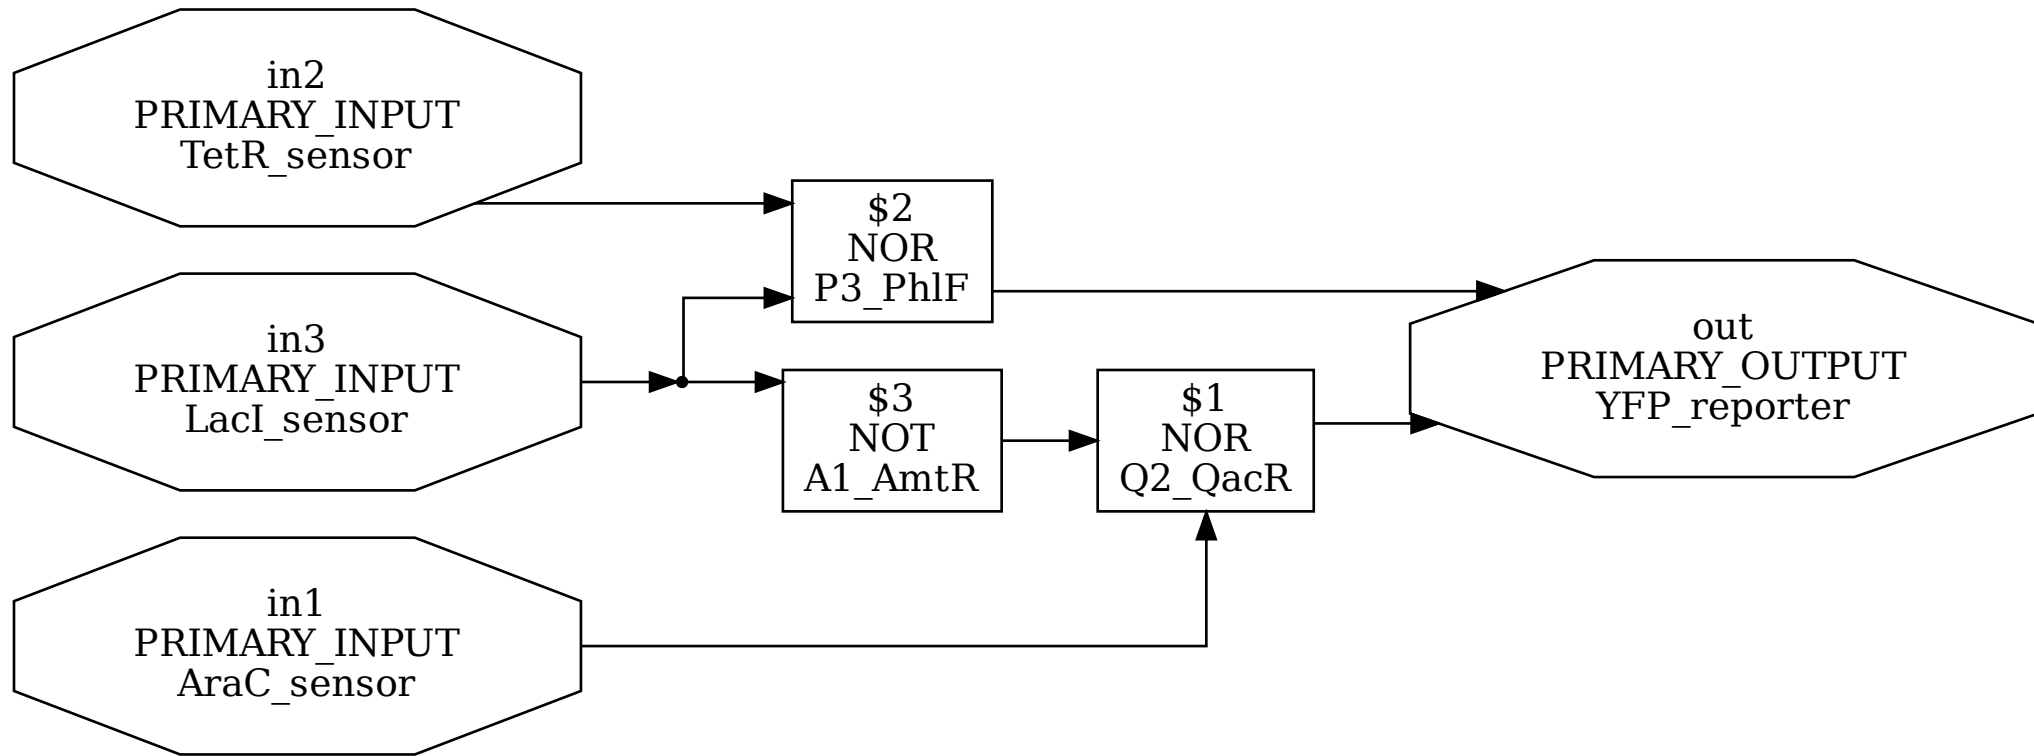 in2
PRIMARY_INPUT
TetR_sensor
$2
NOR
P3_PhlF
in3
PRIMARY_INPUT
LacI_sensor
$3
NOT
A1_AmtR
$1
NOR
Q2_QacR
out
PRIMARY_OUTPUT
YFP_reporter
in1
PRIMARY_INPUT
AraC_sensor